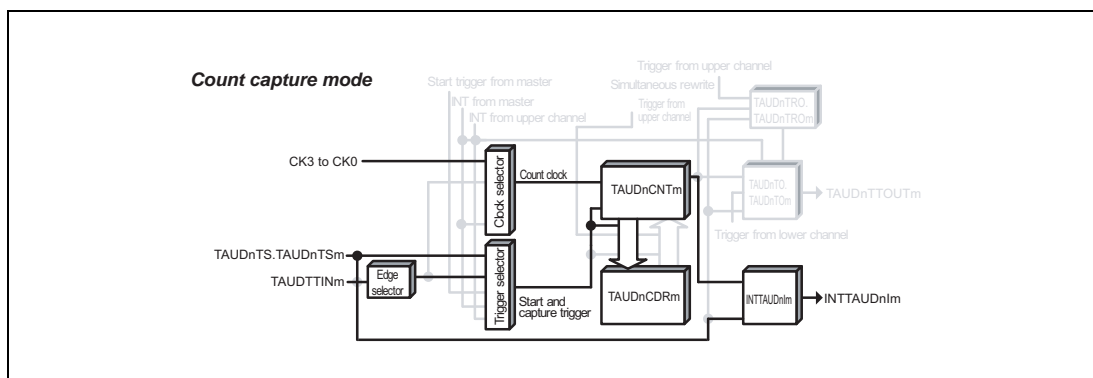 Count capture mode
Trigger from upper channel
Start trigger from master
Simultaneous rewrite
INT from master
Trigger from
upper channel
INT from upper channel
TAUDnTRO.
TAUDnTROm
CK3 to CK0
Clock selector
Count clock
TAUDnCNTm
TAUDnTO.
TAUDnTOm
TAUDnTTOUTm
Trigger from lower channel
TAUDnTS.TAUDnTSm
TAUDTTINm
Edge
selector
Trigger selector
Start and
capture trigger
TAUDnCDRm
INTTAUDnIm
INTTAUDnIm